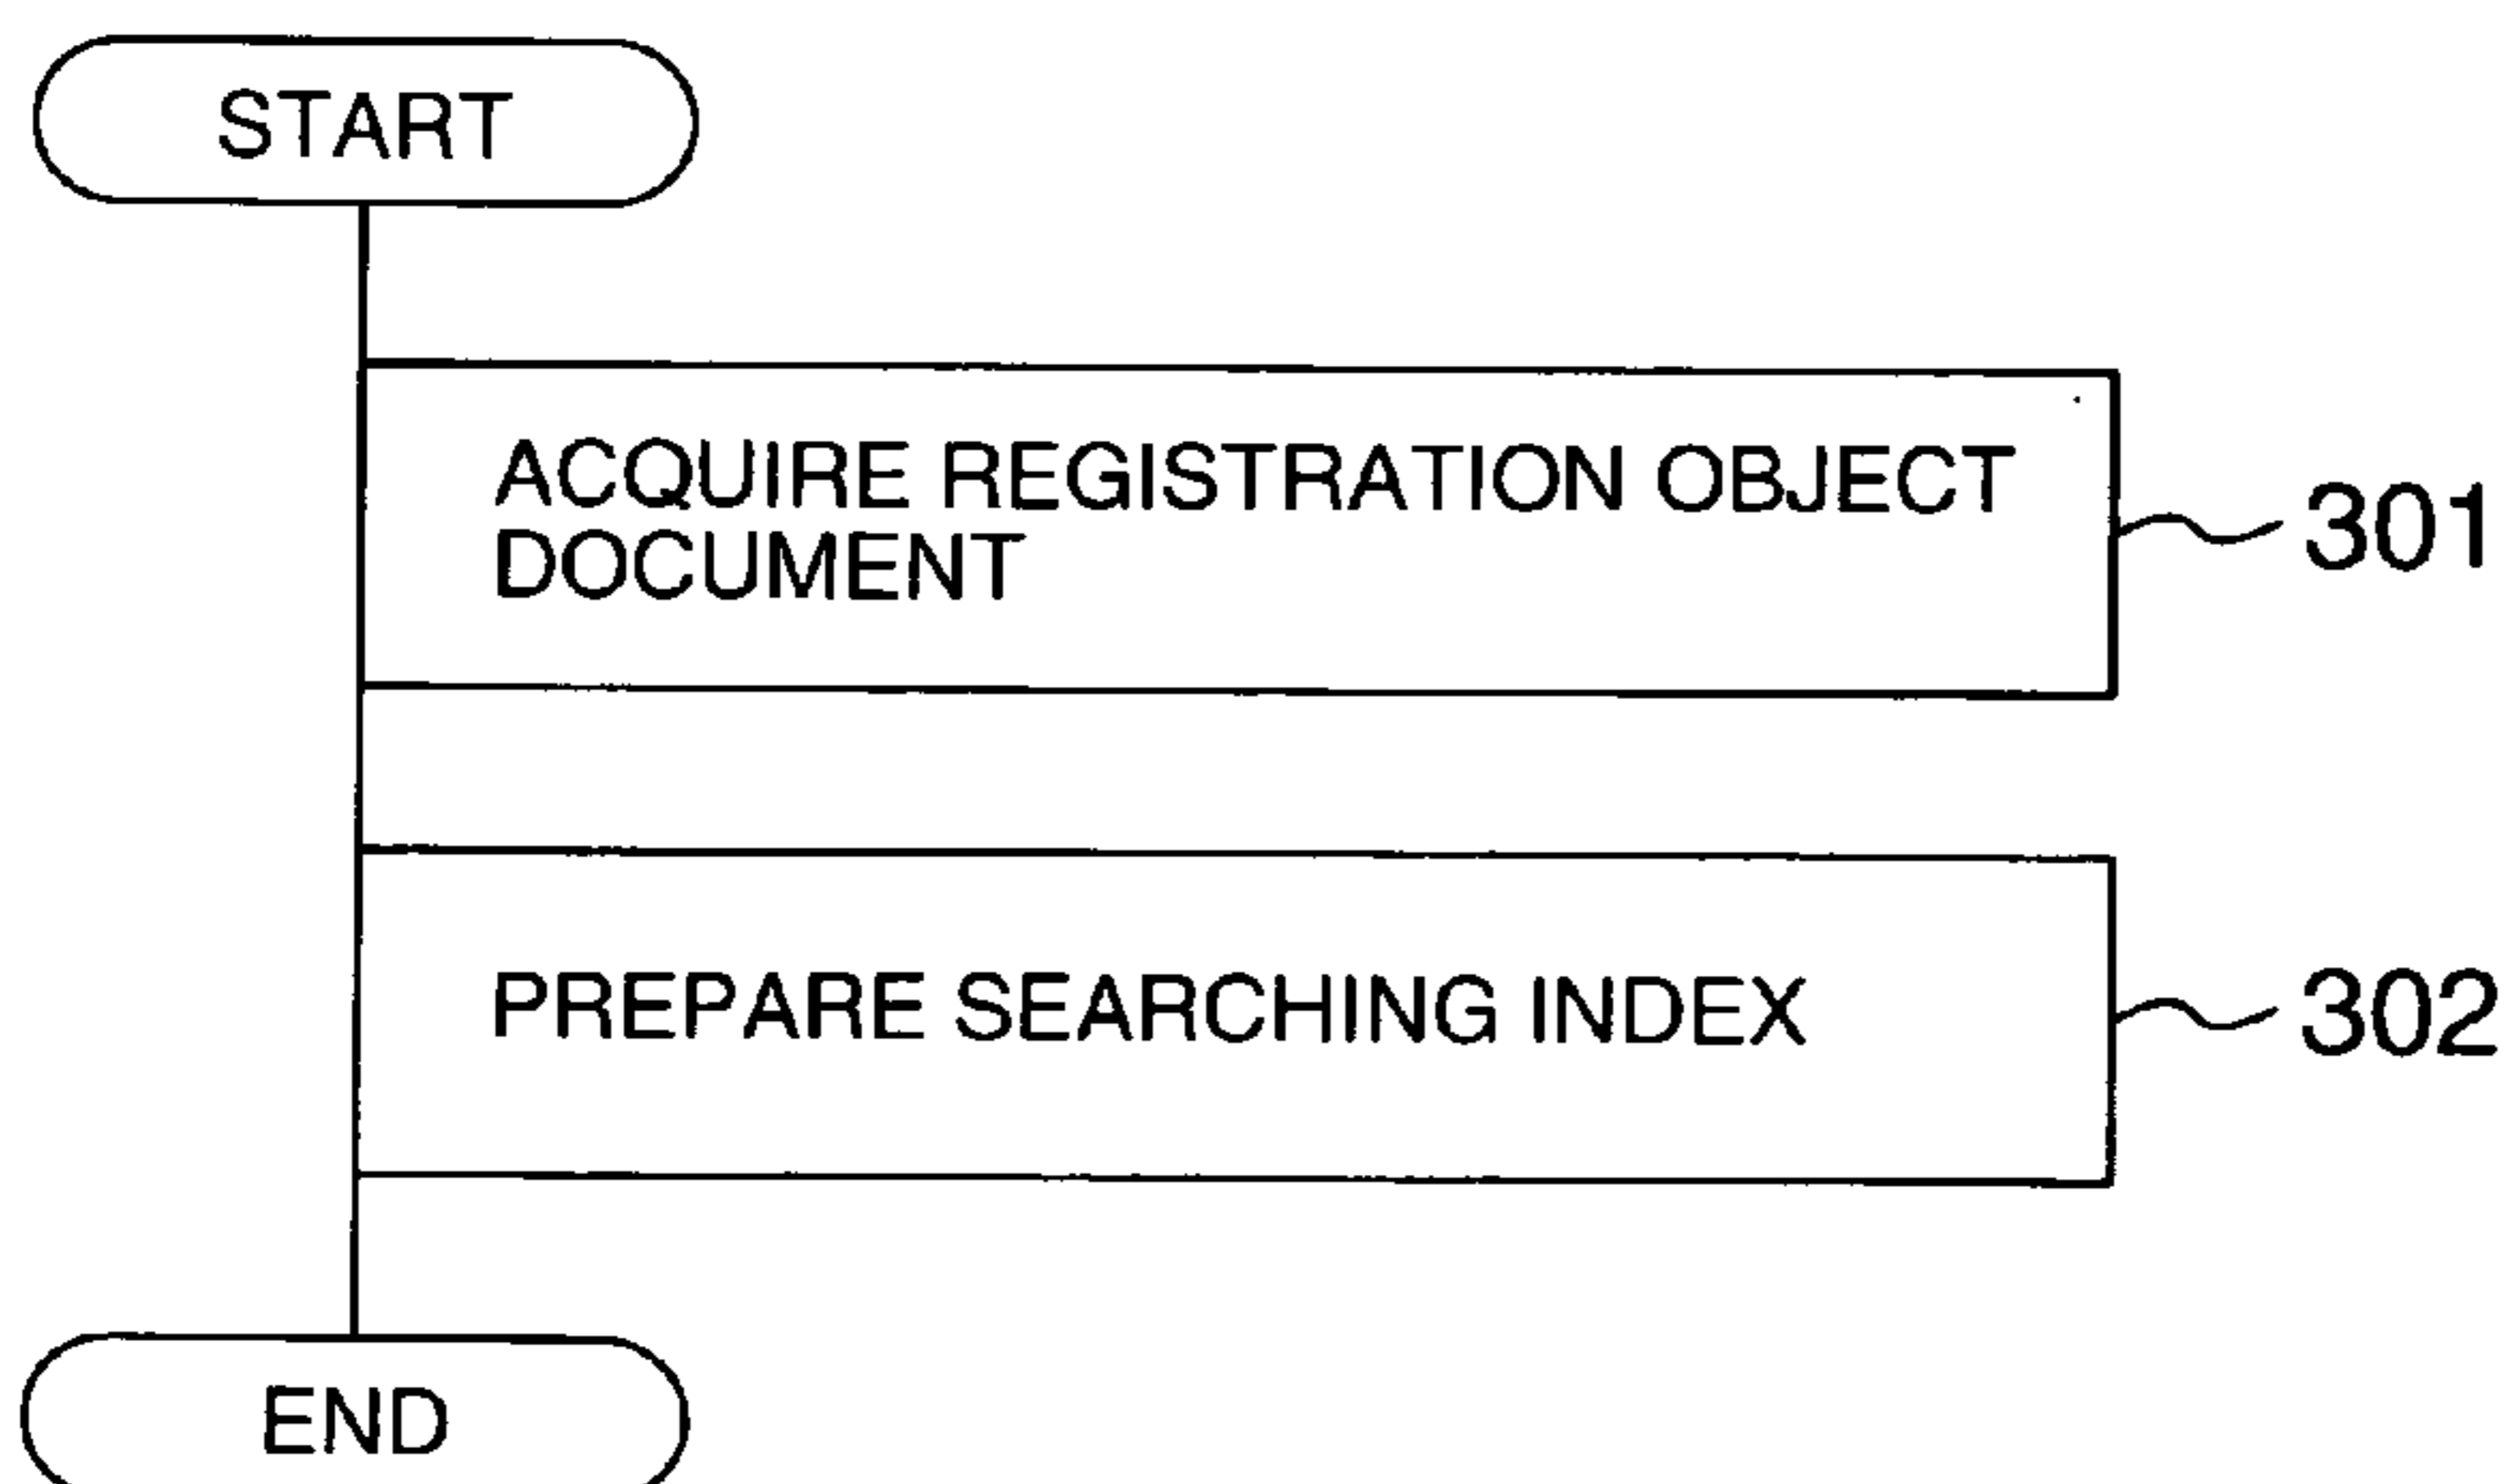 START
ACQUIRE REGISTRATION OBJECT
DOCUMENT
301
PREPARE SEARCHING INDEX
302
END